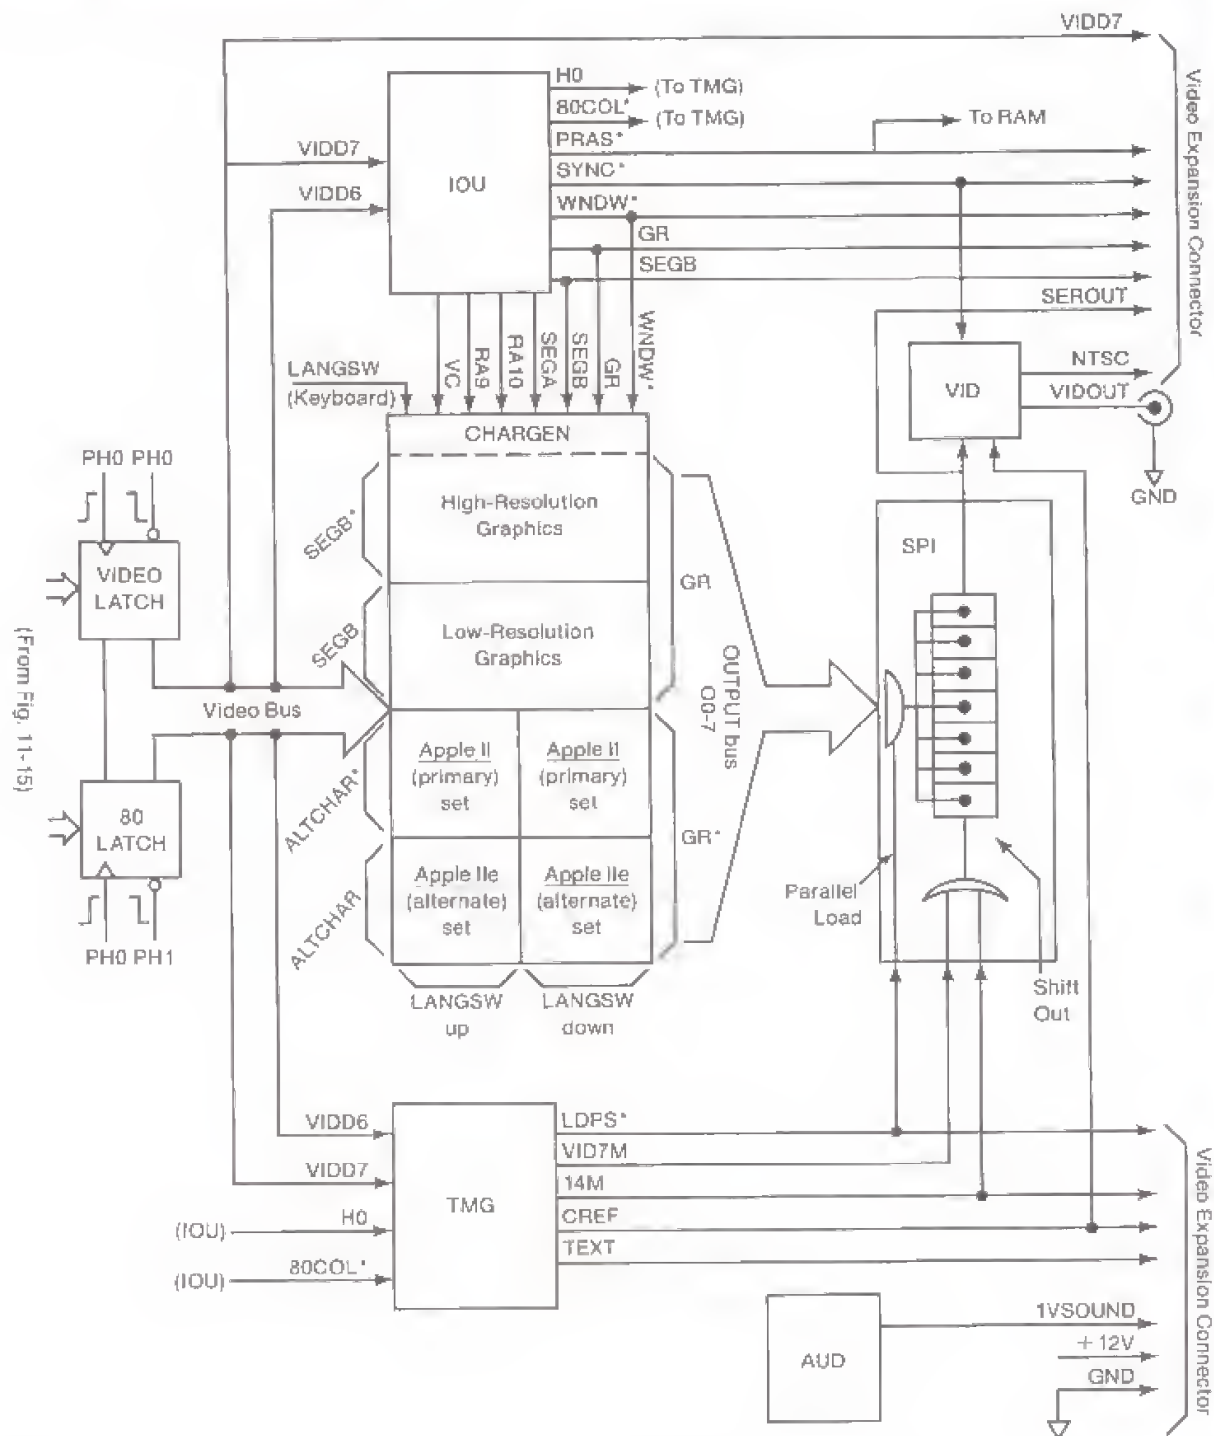 VIDD7
H0
(To TMG)
80COL*
(To TMG)
PRAS*
To RAM
SYNC*
WNDW*
GR
SEGB
SEROUT
Video Expansion Connector
VIDD7
VIDD6
IOU
VC
RA9
RA10
SEGA
SEGB
GR
WNDW*
LANGSW
(Keyboard)
VID
NTSC
VIDOUT
GND
CHARGEN
High-Resolution
Graphics
Low-Resolution
Graphics
SEGB*
SEGB
GR
PH0 PH0
VIDEO
LATCH
(From Fig. 11-15)
Video Bus
80
LATCH
PH0 PH1
Apple II
(primary)
set
Apple II
(primary)
set
Apple IIe
(alternate)
set
Apple IIe
(alternate)
set
ALTCHAR*
ALTCHAR
GR*
OUTPUT bus
O0-7
LANGSW
up
LANGSW
down
SPI
Parallel
Load
Shift
Out
VIDD6
VIDD7
H0
(IOU)
80COL*
(IOU)
TMG
LDPS*
VID7M
14M
CREF
TEXT
AUD
1VSOUND
+12V
GND
Video Expansion Connector